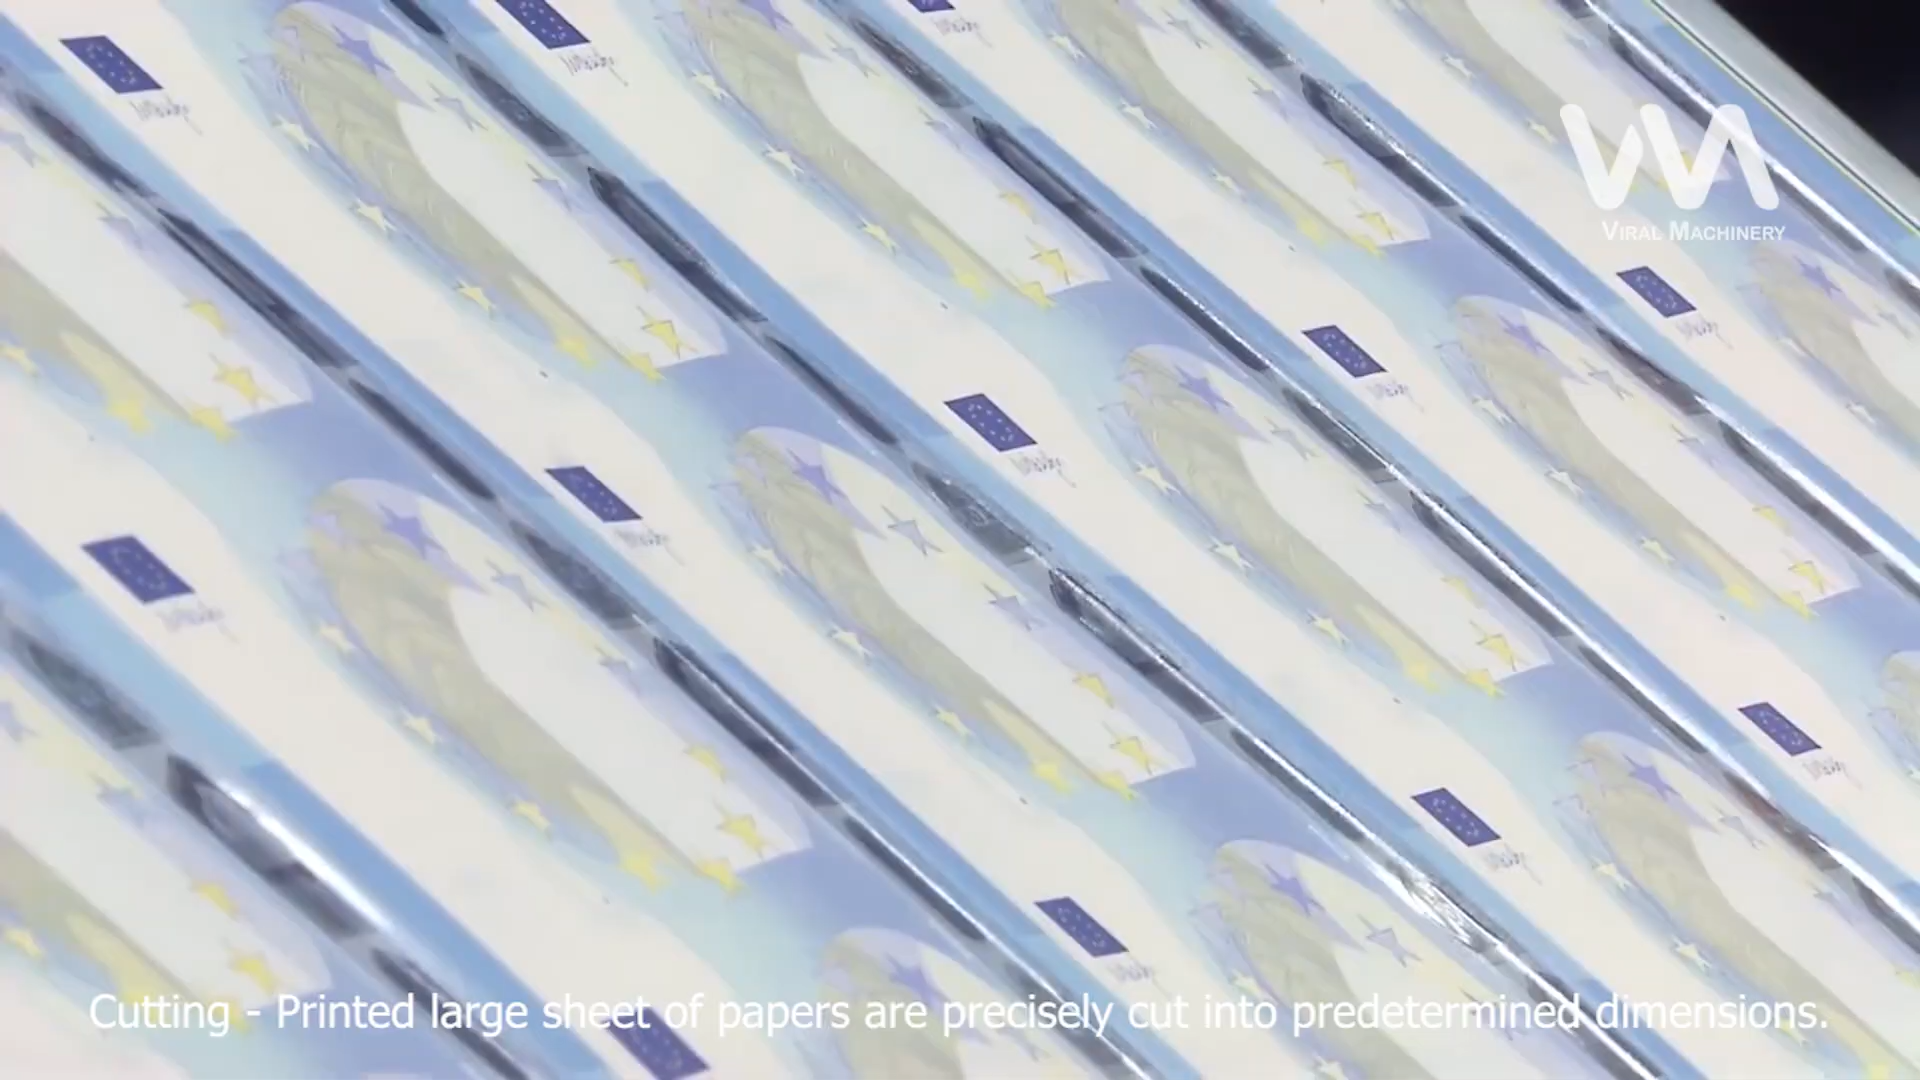 VIRAL MACHINERY
Cutting - Printed large sheet of papers are precisely cut into predetermined dimensions.